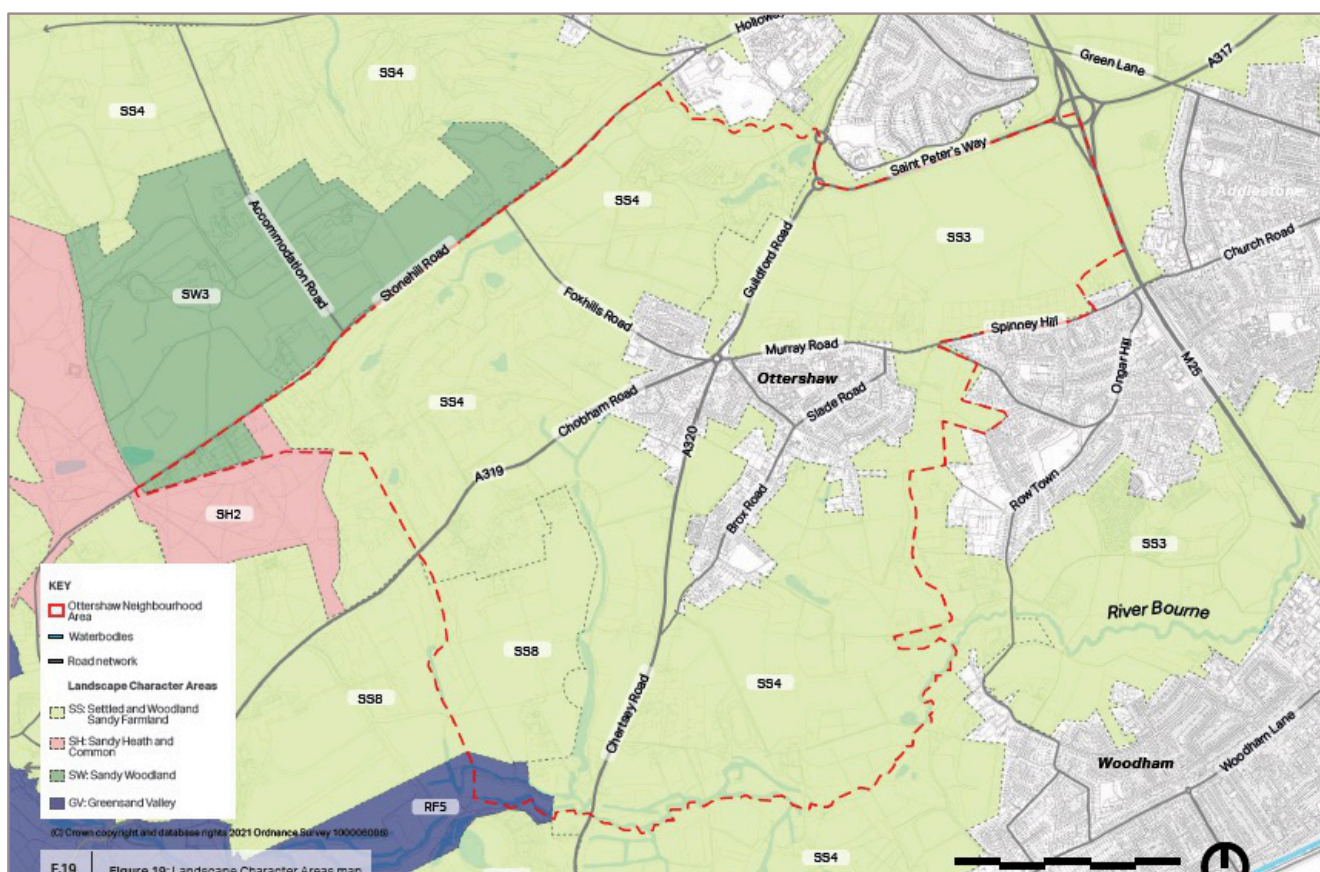 Holloway
Green Lane
A317
SS4
SS4
Saint Peter's Way
Addlestone
SS4
Accommodation Road
SS3
Church Road
Guildford Road
Stonehill Road
SW3
Foxhills Road
Spinney Hill
Murray Road
Ongar Hill
M25
Ottershaw
SS4
Slade Road
Chobham Road
A320
A319
Brox Road
Row Town
SH2
SS3
River Bourne
SS8
SS4
SS8
Chertsey Road
Woodham
Woodham Lane
RF5
SS4
KEY
Ottershaw Neighbourhood
Area
Waterbodies
Road network
Landscape Character Areas
SS: Settled and Woodland
Sandy Farmland
SH: Sandy Heath and
Common
SW: Sandy Woodland
GV: Greensand Valley
(C) Crown copyright and database rights 2021 Ordnance Survey 100006086)
F.19
Figure 19: Landscape Character Areas map